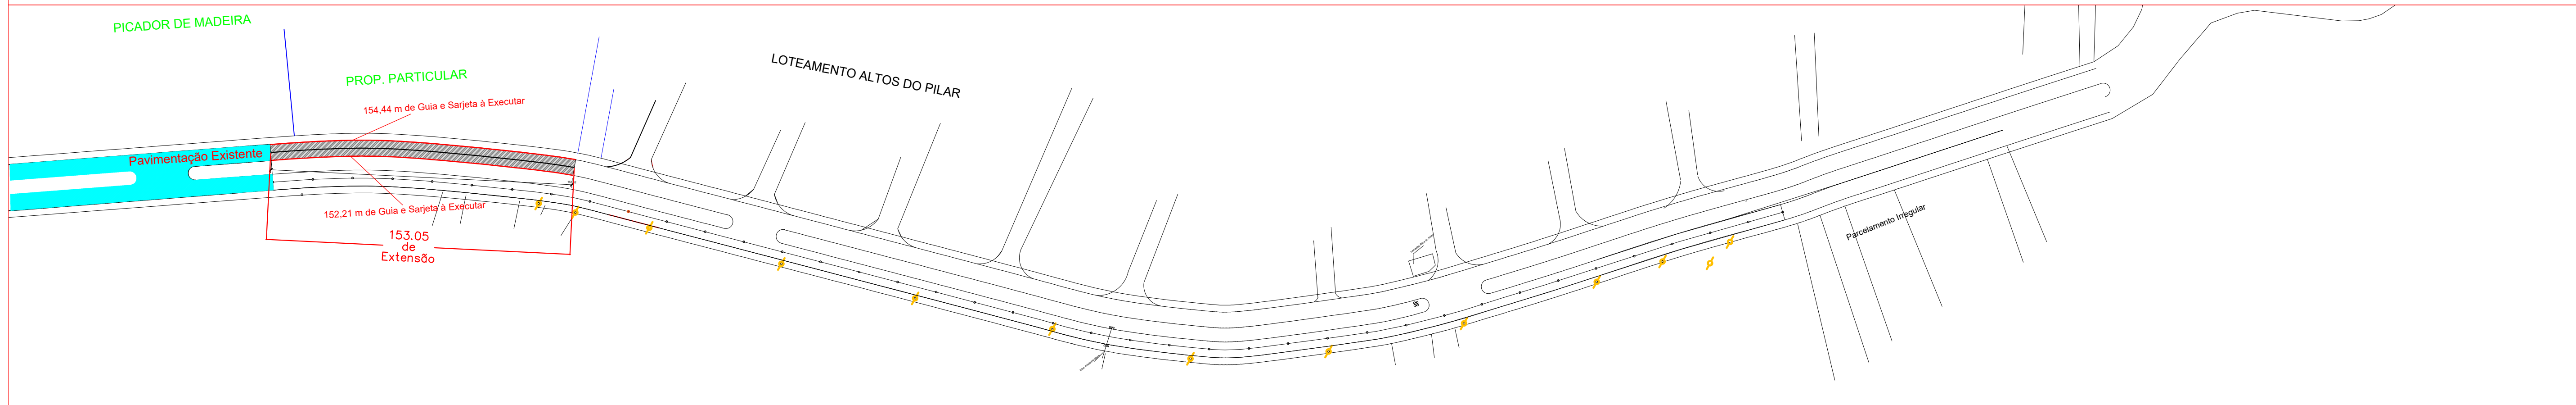 PICADOR DE MADEIRA
PROP. PARTICULAR
LOTEAMENTO ALTOS DO PILAR
154,44 m de Guia e Sarjeta à Executar
Pavimentação Existente
152,21 m de Guia e Sarjeta à Executar
153.05
de
Extensão
Parcelamento Irregular